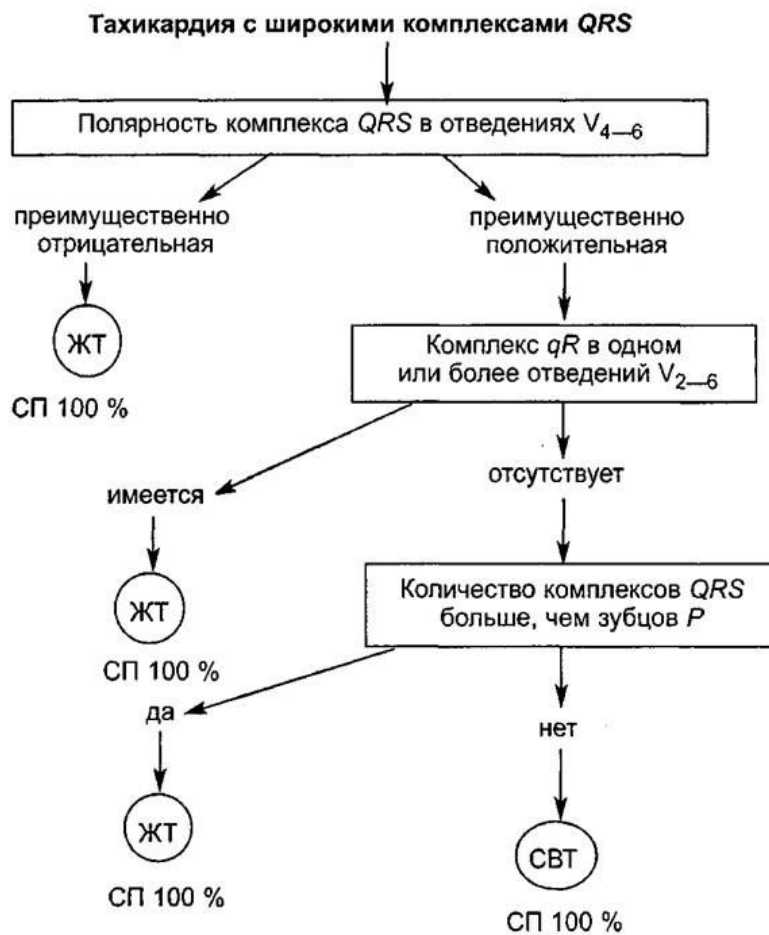 Тахикардия с широкими комплексами QRS
Полярность комплекса QRS в отведениях V4—6
преимущественно
отрицательная
преимущественно
положительная
ЖТ
СП 100 %
Комплекс qR в одном
или более отведений V2—6
имеется
отсутствует
ЖТ
СП 100 %
Количество комплексов QRS
больше, чем зубцов P
да
нет
ЖТ
СП 100 %
СВТ
СП 100 %